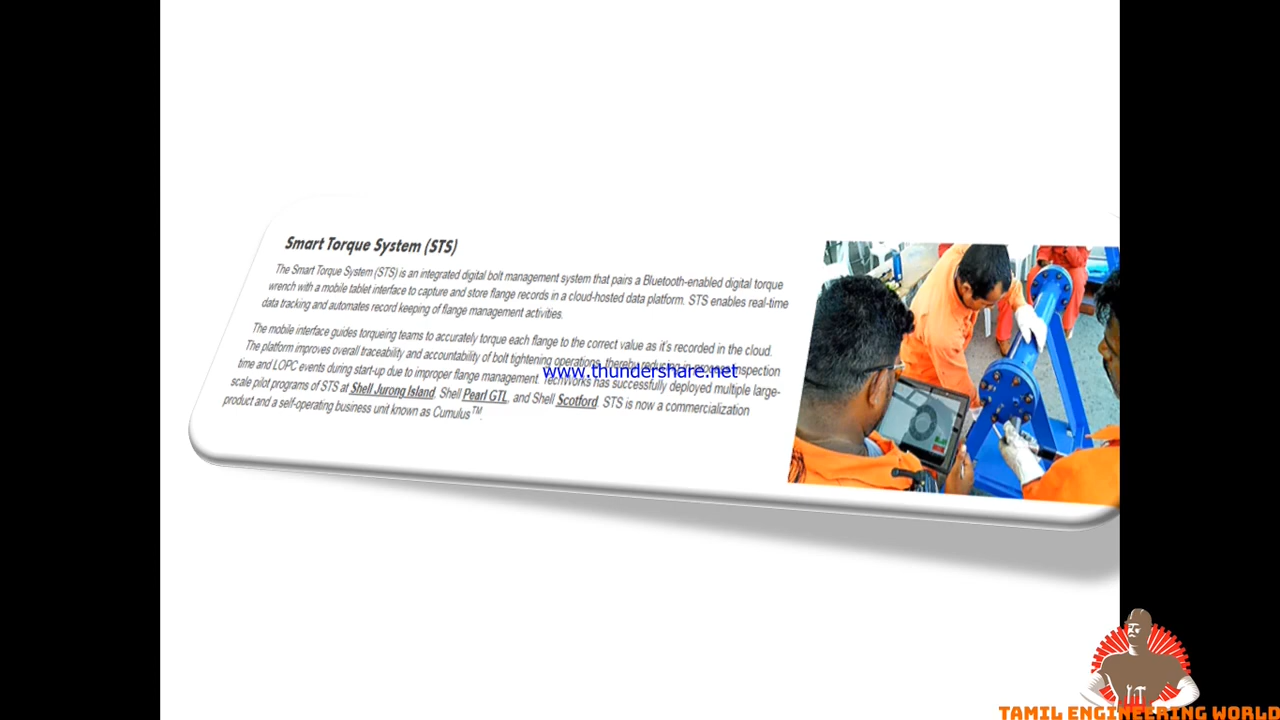 Smart Torque System (STS)
The Smart Torque System (STS) is an integrated digital bolt management system that pairs a Bluetooth-enabled digital torque
wrench with a mobile tablet interface to capture and store flange records in a cloud-hosted data platform. STS enables real-time
data tracking and automates record keeping of flange management activities.
The mobile interface guides torqueing teams to accurately torque each flange to the correct value as it's recorded in the cloud.
The platform improves overall traceability and accountability of bolt tightening operations, thereby reducing in-process inspection
www.thundershare.net
time and LOPC events during start-up due to improper flange management. TechWorks has successfully deployed multiple large-
scale pilot programs of STS at Shell Jurong Island, Shell Pearl GTL, and Shell Scotford. STS is now a commercialization
product and a self-operating business unit known as Cumulus™.
TAMIL ENGINEERING WORLD